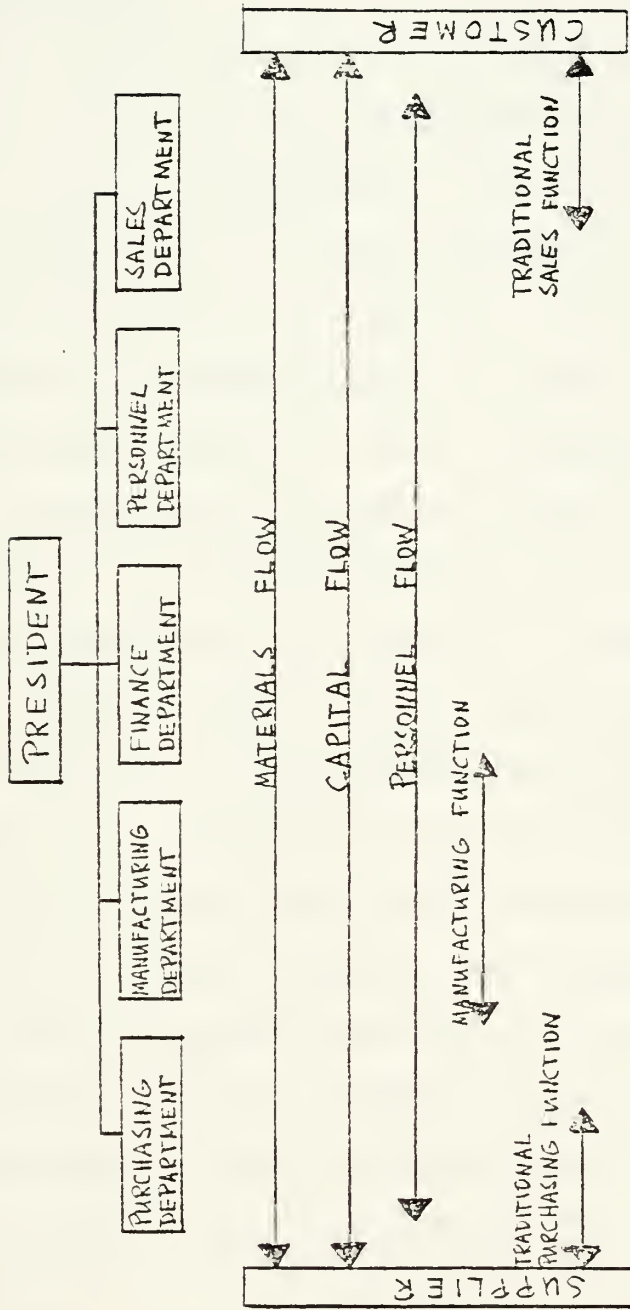 PRESIDENT
PURCHASING
DEPARTMENT
MANUFACTURING
DEPARTMENT
FINANCE
DEPARTMENT
PERSONNEL
DEPARTMENT
SALES
DEPARTMENT
MATERIALS FLOW
CAPITAL FLOW
PERSONNEL FLOW
MANUFACTURING FUNCTION
TRADITIONAL
PURCHASING FUNCTION
TRADITIONAL
SALES FUNCTION
SUPPLIER
CUSTOMER